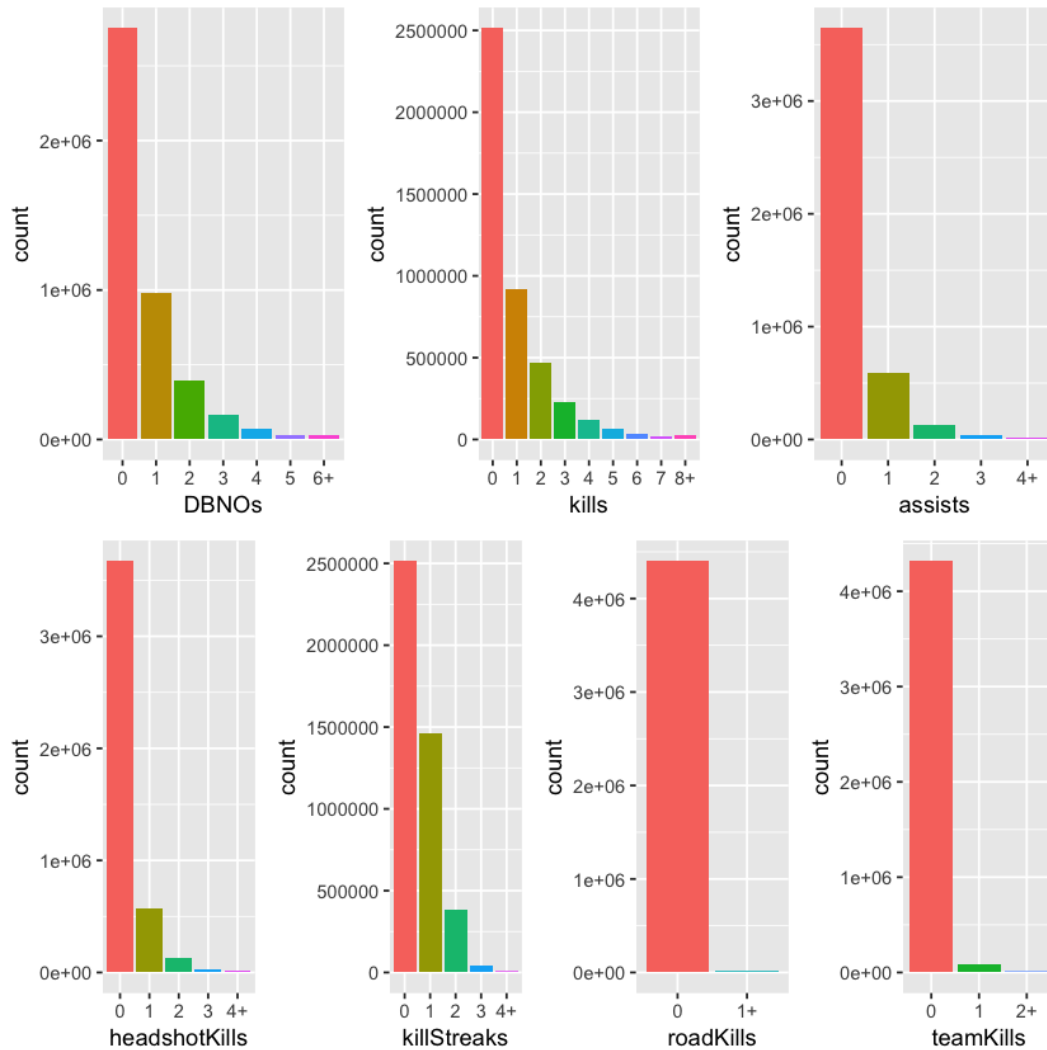 count
2e+06
1e+06
0e+00
0 1 2 3 4 5 6+
DBNOs
count
2500000
2000000
1500000
1000000
500000
0
0 1 2 3 4 5 6 7 8+
kills
count
3e+06
2e+06
1e+06
0e+00
0 1 2 3 4+
assists
count
3e+06
2e+06
1e+06
0e+00
0 1 2 3 4+
headshotKills
count
2500000
2000000
1500000
1000000
500000
0
0 1 2 3 4+
killStreaks
count
4e+06
3e+06
2e+06
1e+06
0e+00
0 1+
roadKills
count
4e+06
3e+06
2e+06
1e+06
0e+00
0 1 2+
teamKills